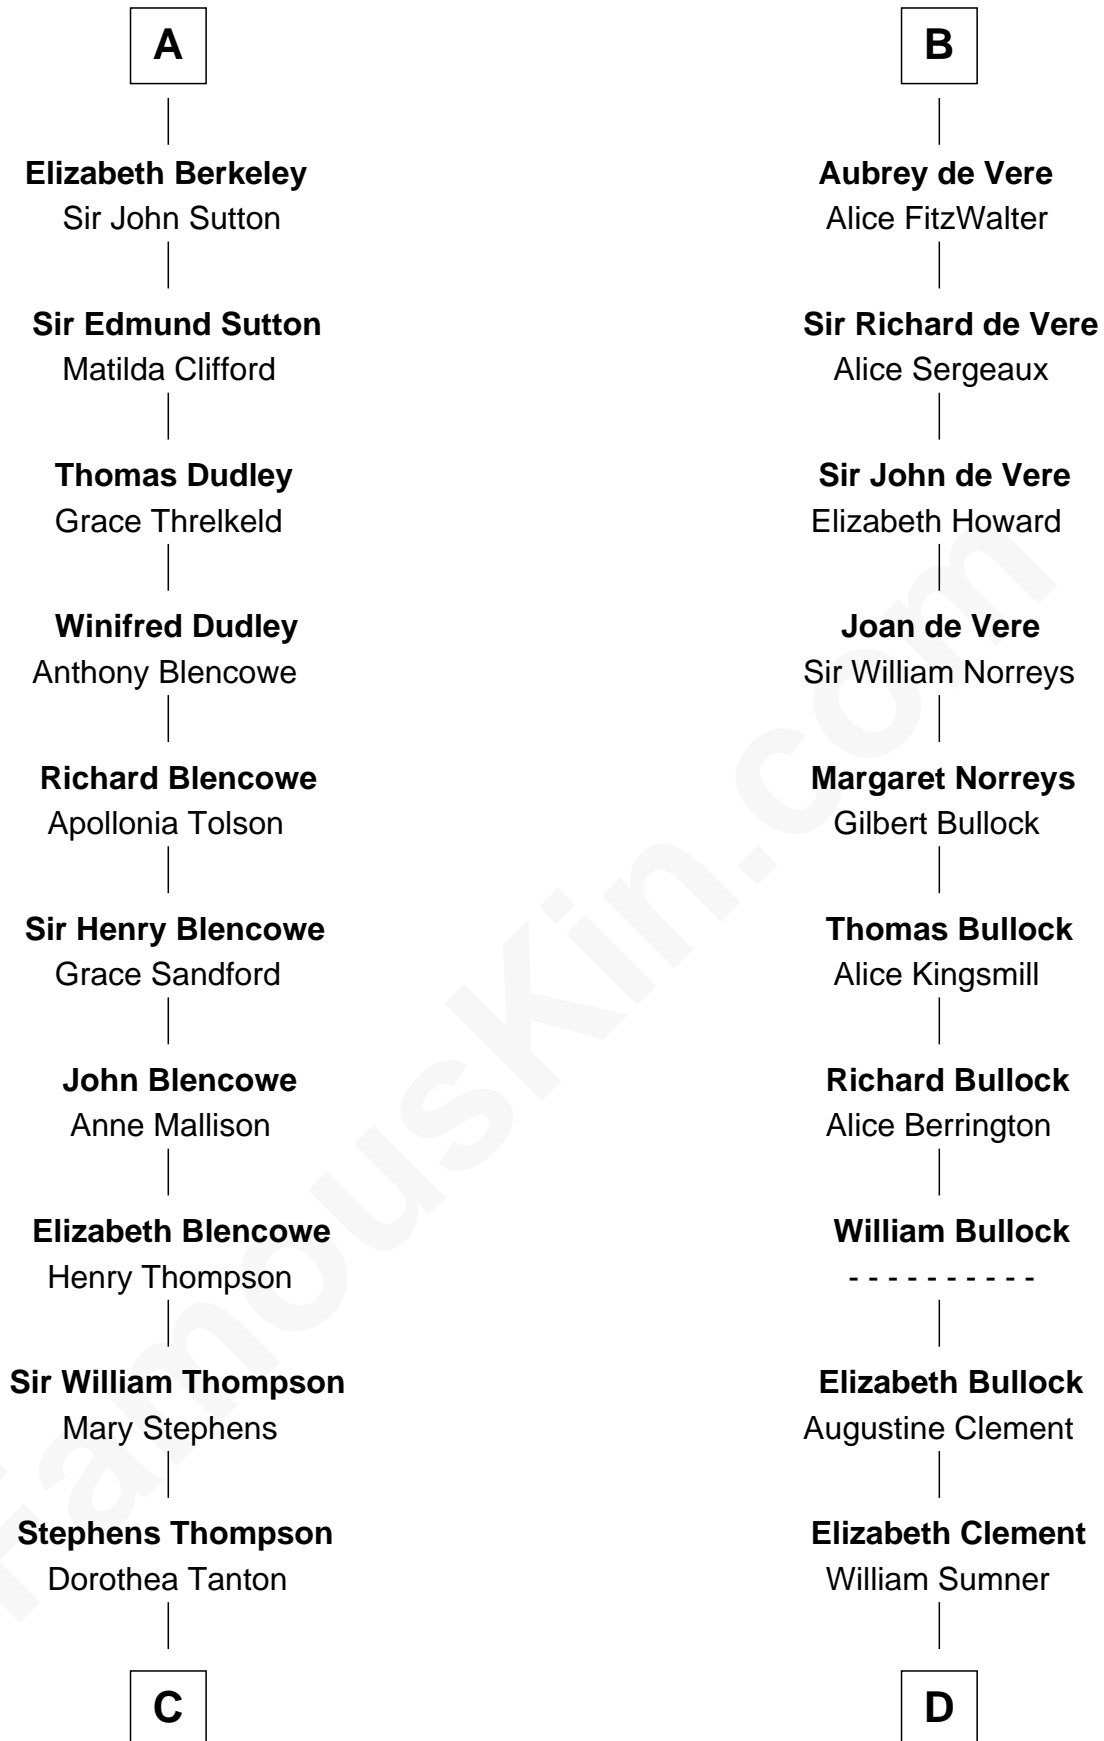 A
Elizabeth Berkeley
Sir John Sutton
Sir Edmund Sutton
Matilda Clifford
Thomas Dudley
Grace Threlkeld
Winifred Dudley
Anthony Blencowe
Richard Blencowe
Apollonia Tolson
Sir Henry Blencowe
Grace Sandford
John Blencowe
Anne Mallison
Elizabeth Blencowe
Henry Thompson
Sir William Thompson
Mary Stephens
Stephens Thompson
Dorothea Tanton
C
B
Aubrey de Vere
Alice FitzWalter
Sir Richard de Vere
Alice Sergeaux
Sir John de Vere
Elizabeth Howard
Joan de Vere
Sir William Norreys
Margaret Norreys
Gilbert Bullock
Thomas Bullock
Alice Kingsmill
Richard Bullock
Alice Berrington
William Bullock
- - - - - - - - - -
Elizabeth Bullock
Augustine Clement
Elizabeth Clement
William Sumner
D
FamousKin.com